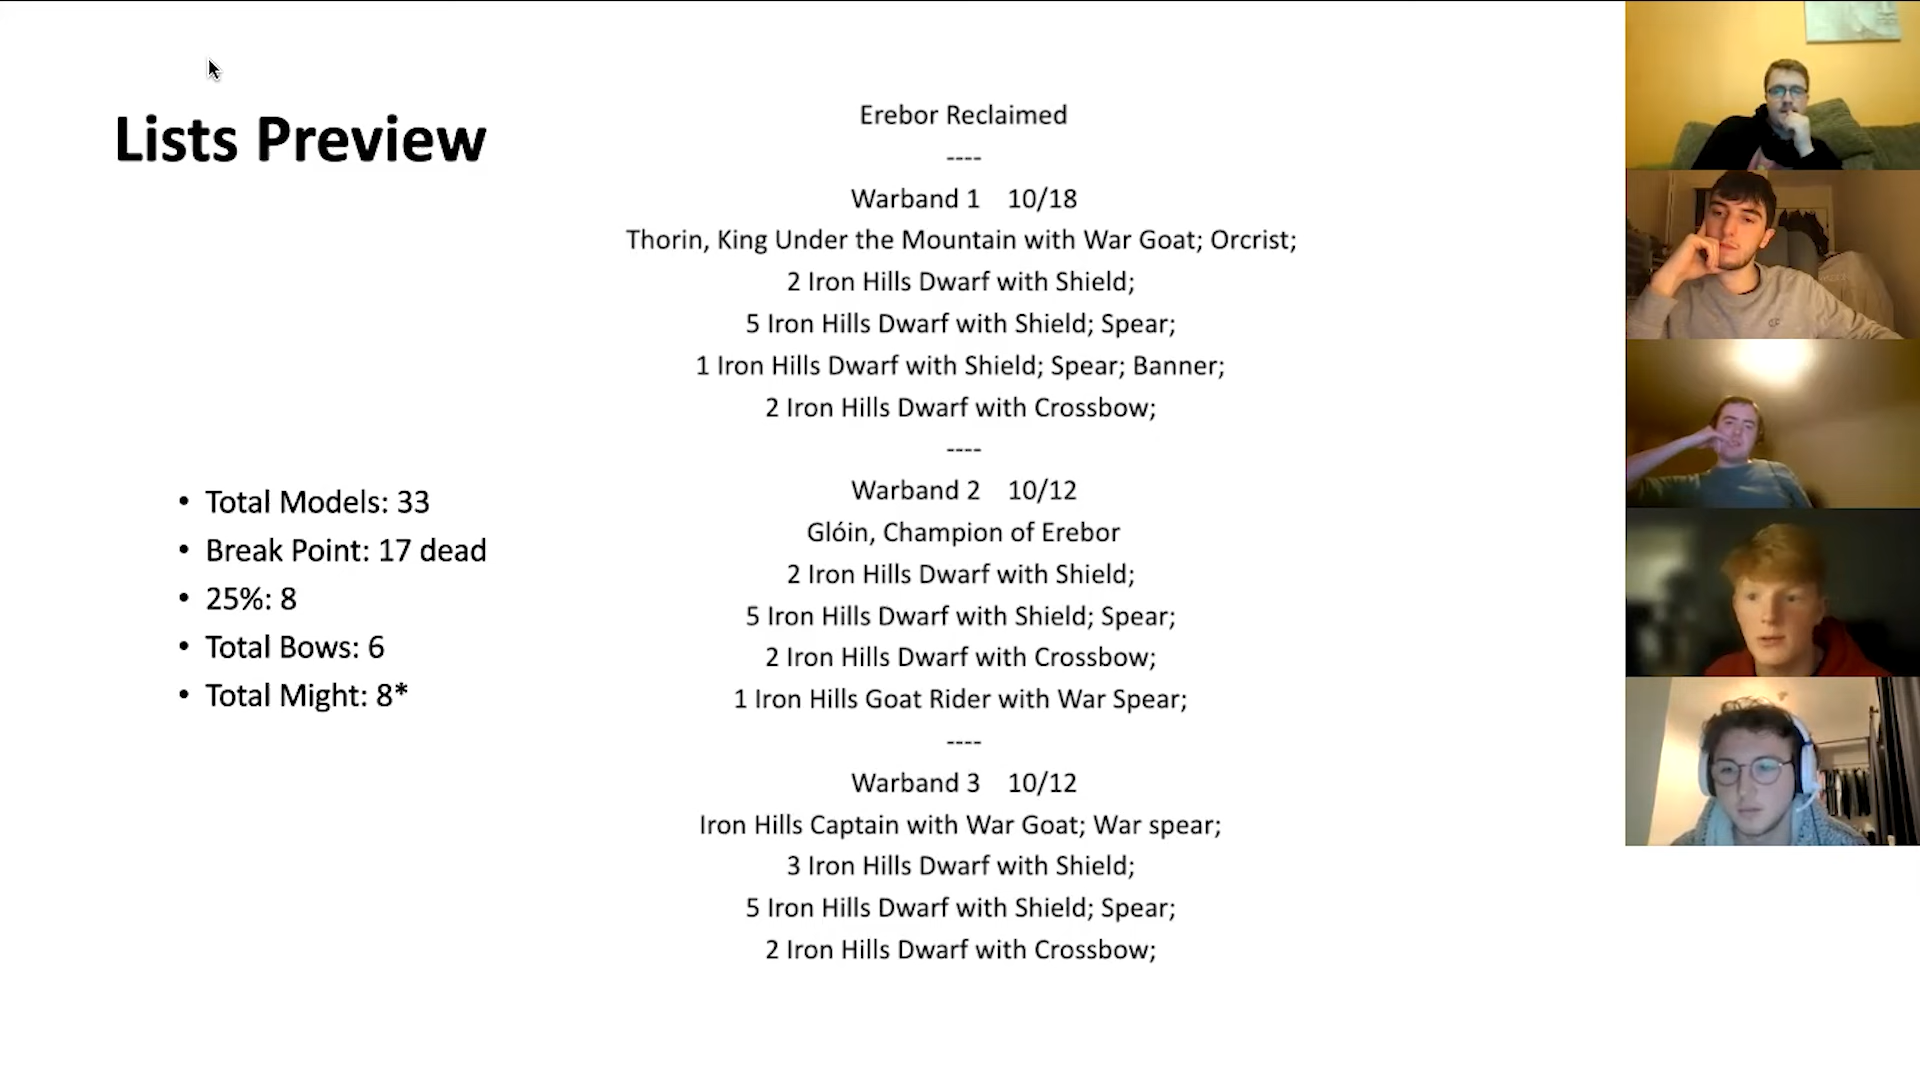 Lists Preview
Erebor Reclaimed
----
Warband 1 10/18
Thorin, King Under the Mountain with War Goat; Orcrist;
2 Iron Hills Dwarf with Shield;
5 Iron Hills Dwarf with Shield; Spear;
1 Iron Hills Dwarf with Shield; Spear; Banner;
2 Iron Hills Dwarf with Crossbow;
----
Warband 2 10/12
Glóin, Champion of Erebor
2 Iron Hills Dwarf with Shield;
5 Iron Hills Dwarf with Shield; Spear;
2 Iron Hills Dwarf with Crossbow;
1 Iron Hills Goat Rider with War Spear;
----
Warband 3 10/12
Iron Hills Captain with War Goat; War spear;
3 Iron Hills Dwarf with Shield;
5 Iron Hills Dwarf with Shield; Spear;
2 Iron Hills Dwarf with Crossbow;
• Total Models: 33
• Break Point: 17 dead
• 25%: 8
• Total Bows: 6
• Total Might: 8*